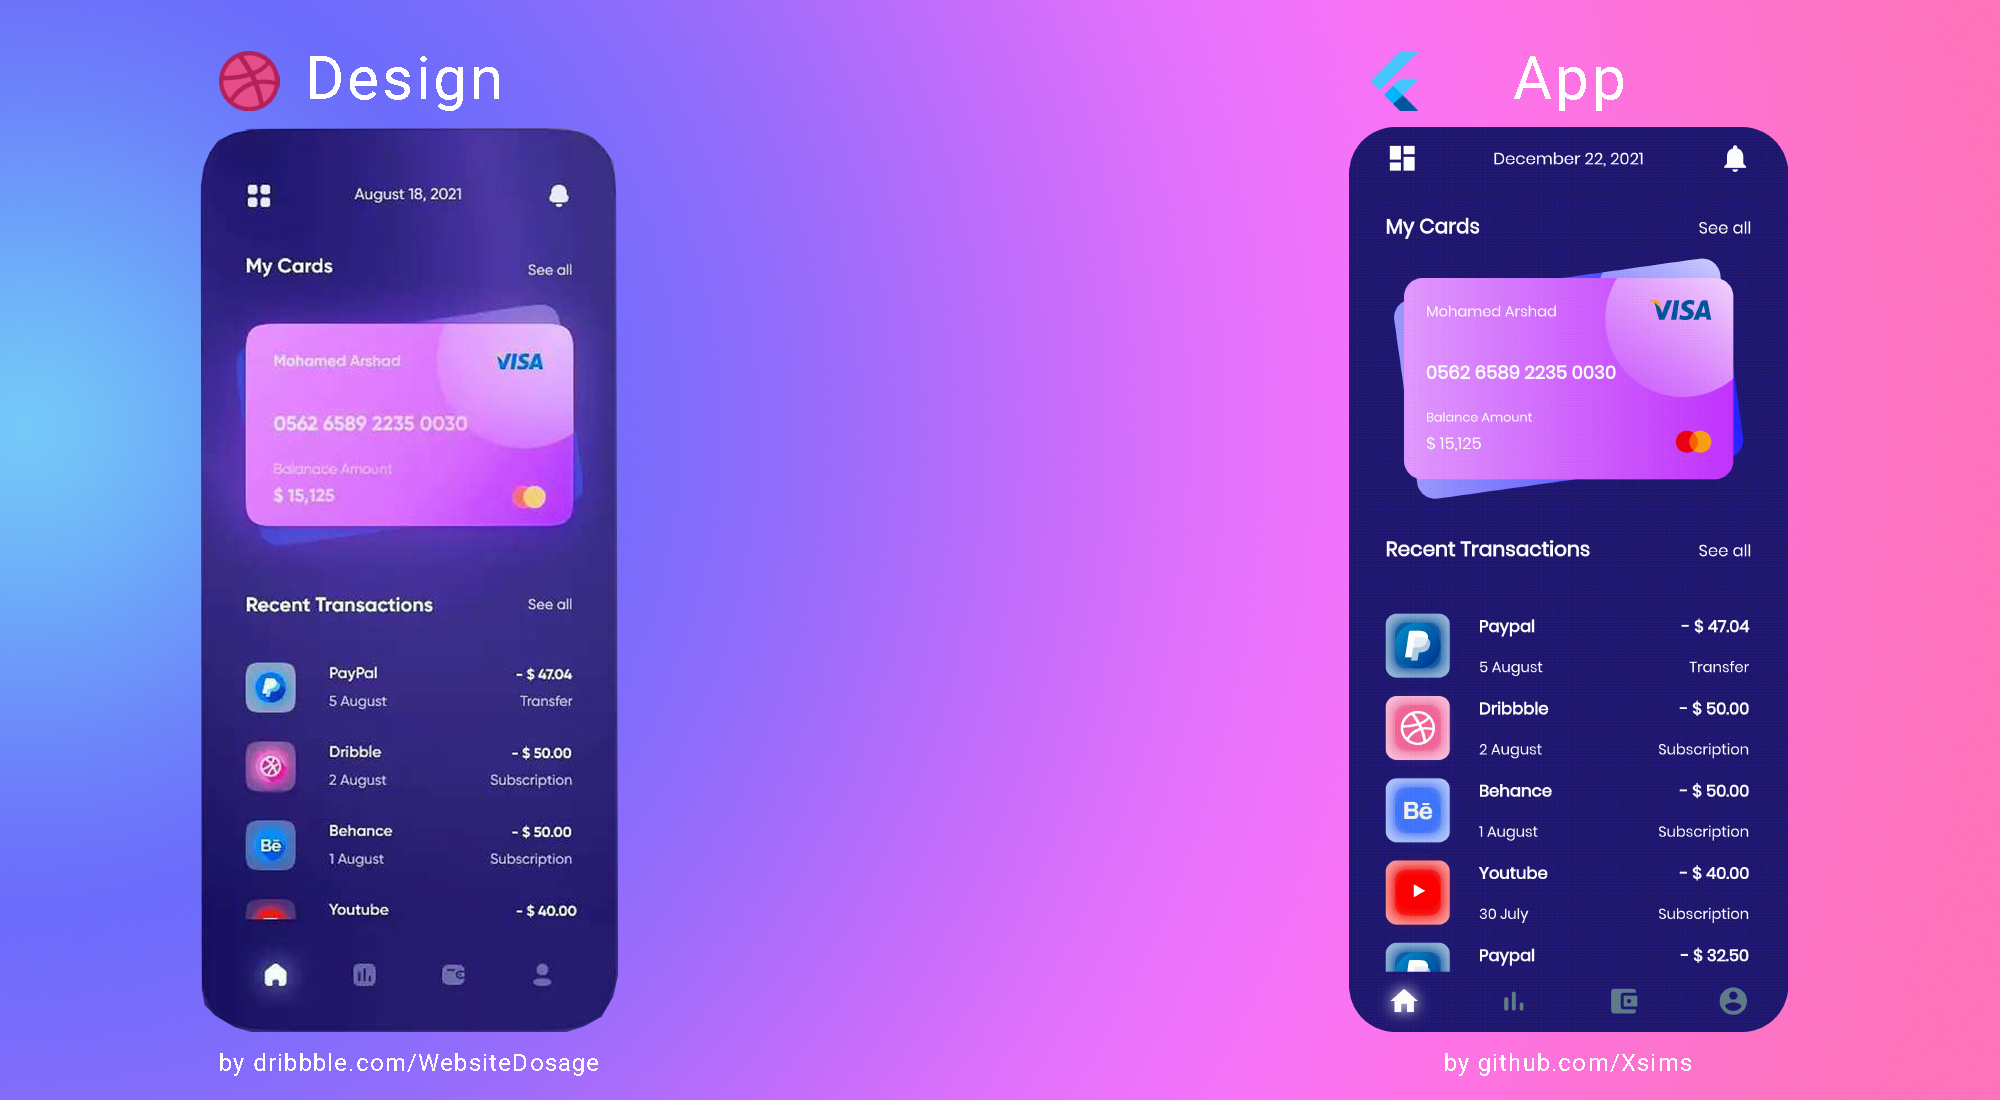 Design
August 18, 2021
My Cards
See all
Mohamed Arshad
VISA
0562 6589 2235 0030
Balanace Amount
$ 15,125
Recent Transactions
See all
PayPal
- $ 47.04
5 August
Transfer
Dribble
- $ 50.00
2 August
Subscription
Bē
Behance
- $ 50.00
1 August
Subscription
Youtube
- $ 40.00
by dribbble.com/WebsiteDosage
App
December 22, 2021
My Cards
See all
Mohamed Arshad
VISA
0562 6589 2235 0030
Balance Amount
$ 15,125
Recent Transactions
See all
Paypal
- $ 47.04
5 August
Transfer
Dribbble
- $ 50.00
2 August
Subscription
Bē
Behance
- $ 50.00
1 August
Subscription
Youtube
- $ 40.00
30 July
Subscription
Paypal
- $ 32.50
by github.com/Xsims